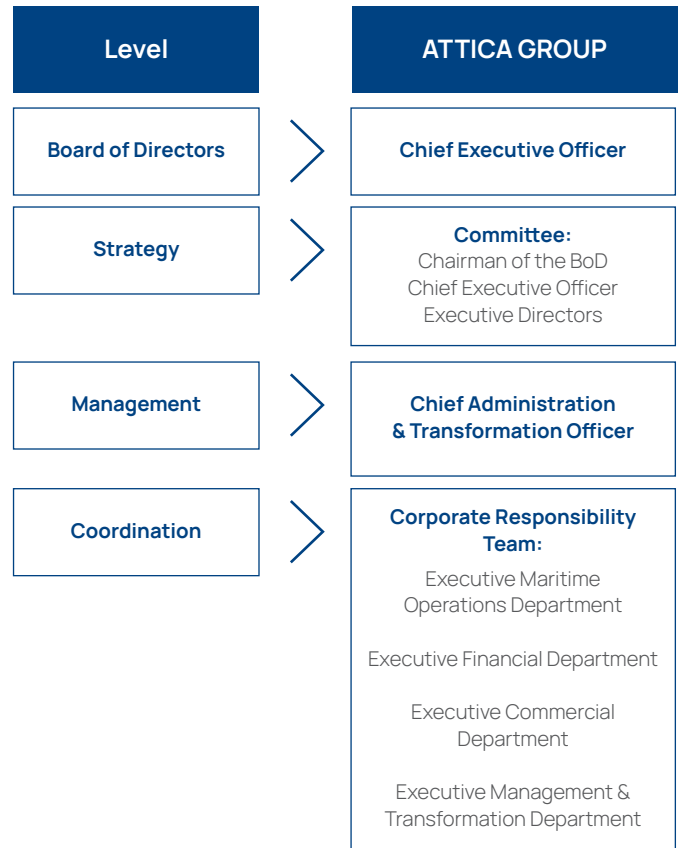 Level
ATTICA GROUP
Board of Directors
Chief Executive Officer
Strategy
Committee:
Chairman of the BoD
Chief Executive Officer
Executive Directors
Management
Chief Administration
& Transformation Officer
Coordination
Corporate Responsibility
Team:
Executive Maritime
Operations Department
Executive Financial Department
Executive Commercial
Department
Executive Management &
Transformation Department